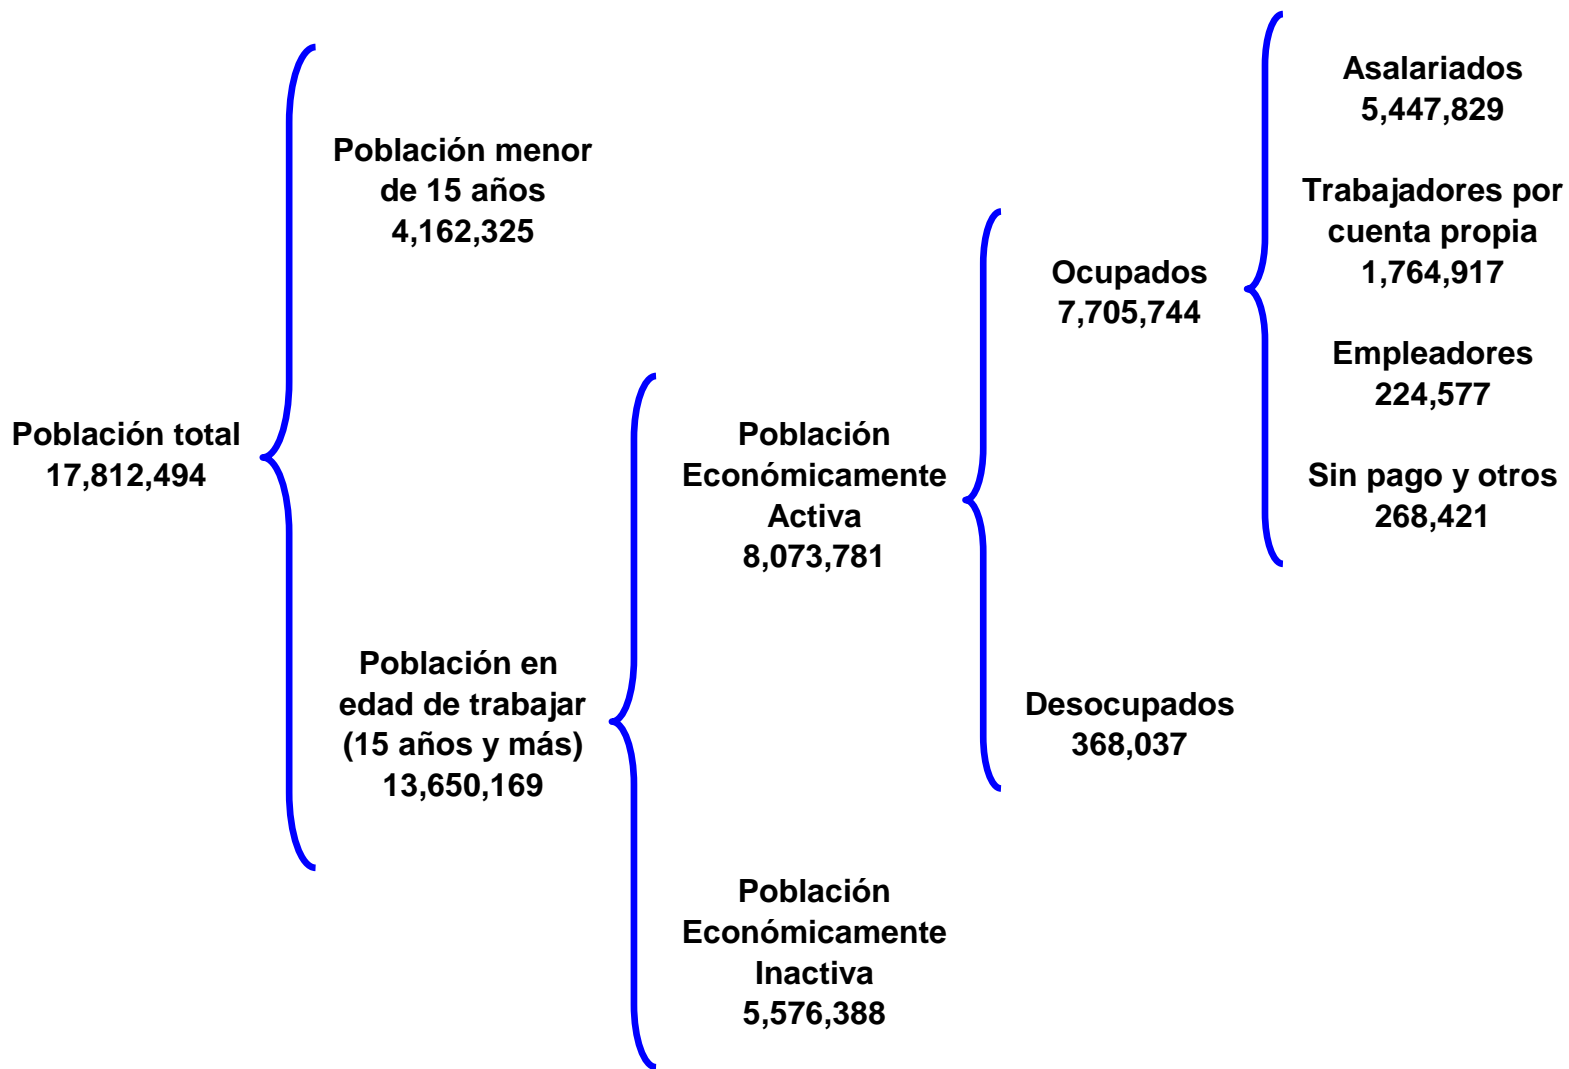 Población total
17,812,494
Población menor
de 15 años
4,162,325
Población en
edad de trabajar
(15 años y más)
13,650,169
Población
Económicamente
Activa
8,073,781
Población
Económicamente
Inactiva
5,576,388
Ocupados
7,705,744
Desocupados
368,037
Asalariados
5,447,829
Trabajadores por
cuenta propia
1,764,917
Empleadores
224,577
Sin pago y otros
268,421